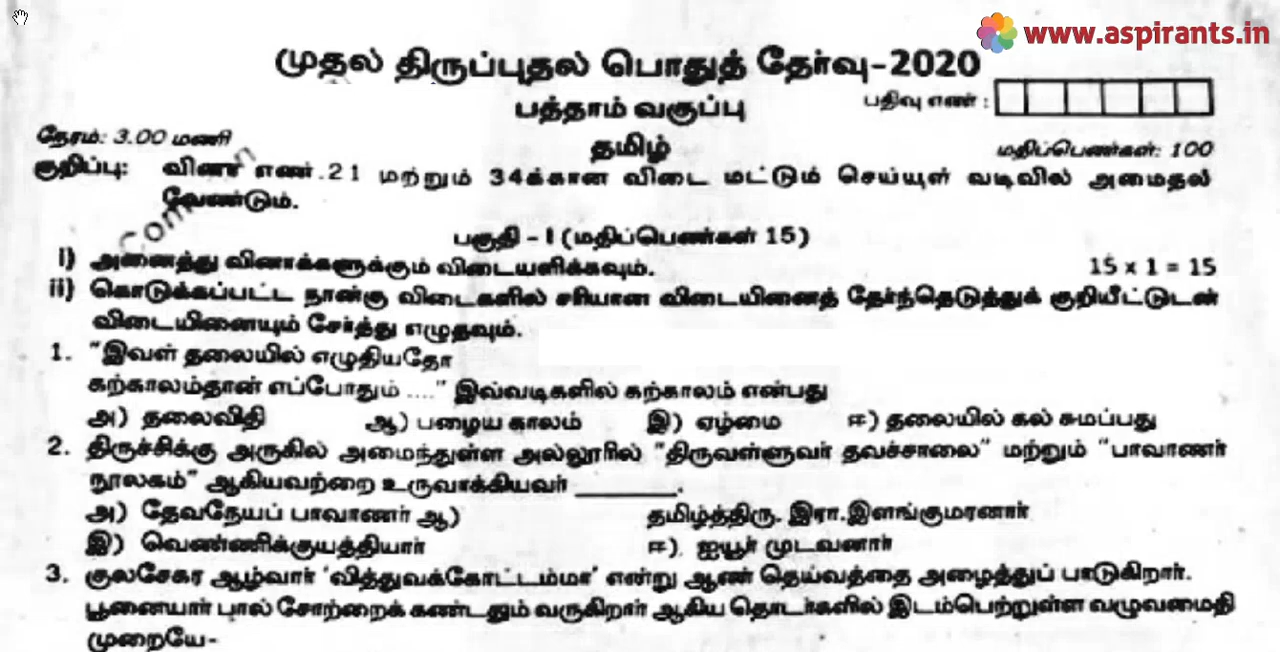 www.aspirants.in
முதல் திருப்புதல் பொதுத் தேர்வு-2020
பத்தாம் வகுப்பு
பதிவு எண் :
நேரம்: 3.00 மணி
தமிழ்
மதிப்பெண்கள்: 100
குறிப்பு: வினா எண்.21 மற்றும் 34க்கான விடை மட்டும் செய்யுள் வடிவில் அமைதல்
வேண்டும்.
பகுதி - I (மதிப்பெண்கள் 15)
i) அனைத்து வினாக்களுக்கும் விடையளிக்கவும். 15 x 1 = 15
ii) கொடுக்கப்பட்ட நான்கு விடைகளில் சரியான விடையினைத் தேர்ந்தெடுத்துக் குறியீட்டுடன்
விடையினையும் சேர்த்து எழுதவும்.
1. "இவள் தலையில் எழுதியதோ
கற்காலம்தான் எப்போதும் ...." இவ்வடிகளில் கற்காலம் என்பது
அ) தலைவிதி ஆ) பழைய காலம் இ) ஏழ்மை ஈ) தலையில் கல் சுமப்பது
2. திருச்சிக்கு அருகில் அமைந்துள்ள அல்லூரில் "திருவள்ளுவர் தவச்சாலை" மற்றும் "பாவாணர்
நூலகம்" ஆகியவற்றை உருவாக்கியவர் ________.
அ) தேவநேயப் பாவாணர் ஆ) தமிழ்த்திரு. இரா.இளங்குமரனார்
இ) வெண்ணிக்குயத்தியார் ஈ) ஐயூர் முடவனார்
3. குலசேகர ஆழ்வார் 'வித்துவக்கோட்டம்மா' என்று ஆண் தெய்வத்தை அழைத்துப் பாடுகிறார்.
பூனையார் பால் சோற்றைக் கண்டதும் வருகிறார் ஆகிய தொடர்களில் இடம்பெற்றுள்ள வழுவமைதி
முறையே-